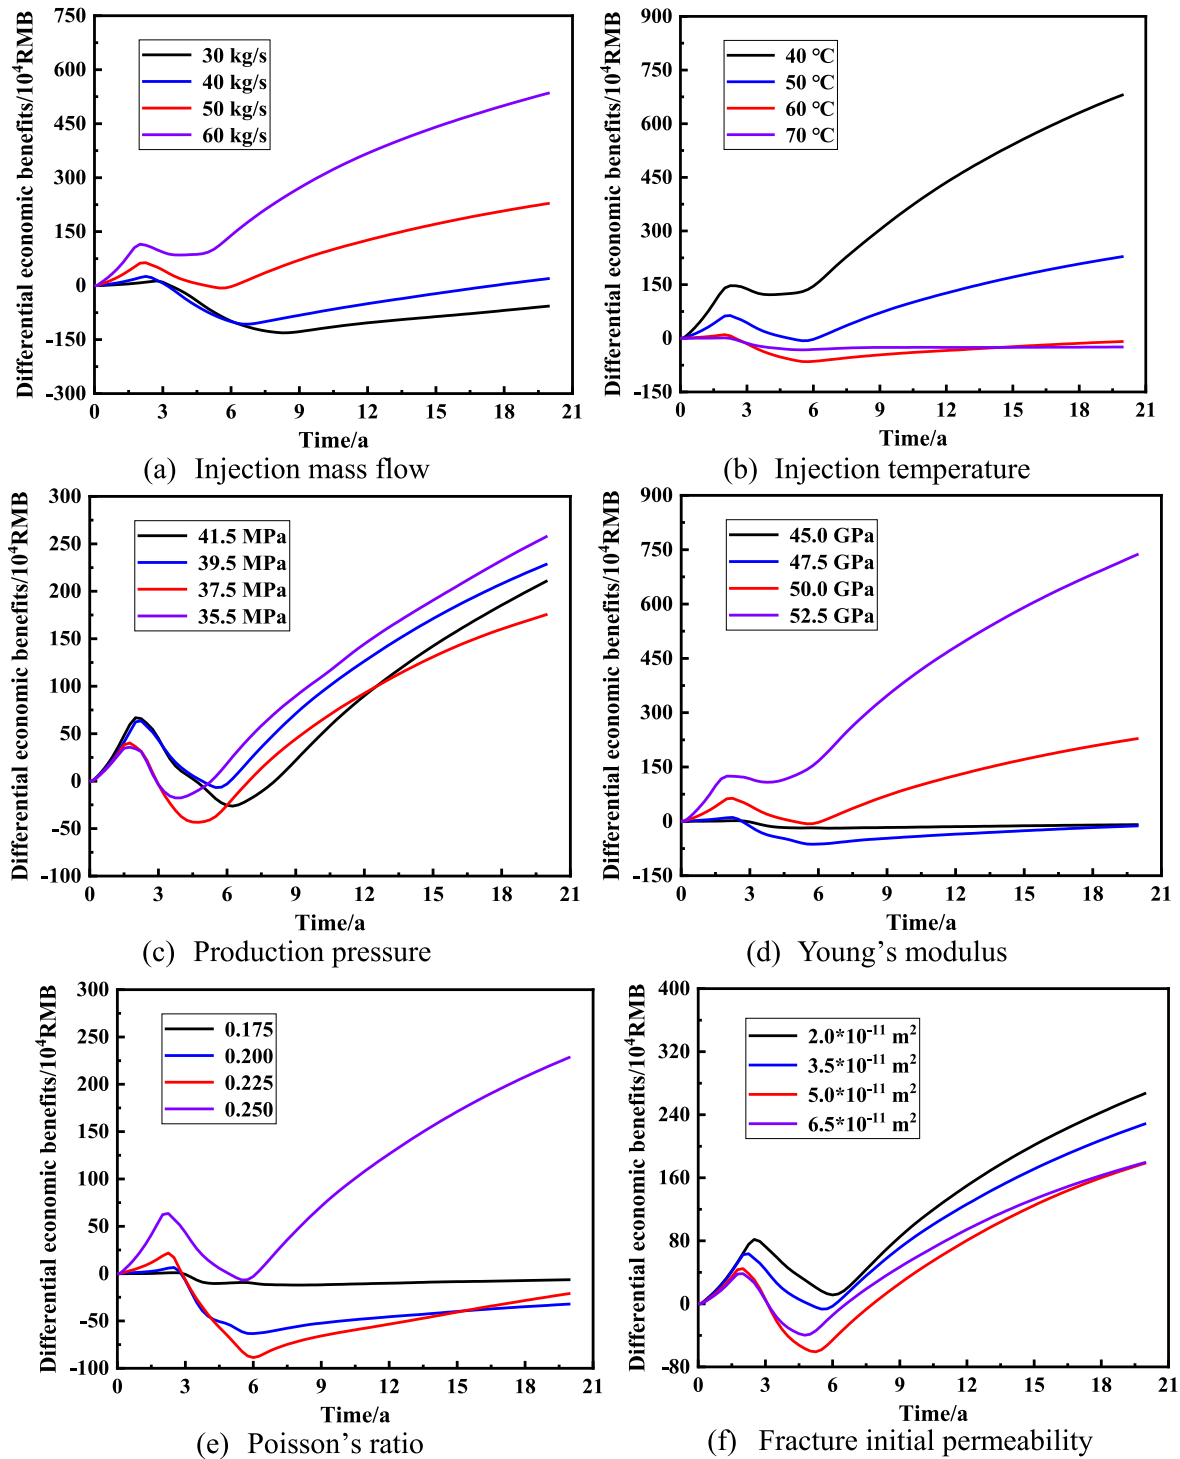 Differential economic benefits/10⁴RMB
750
600
450
300
150
0
-150
-300
30 kg/s
40 kg/s
50 kg/s
60 kg/s
0 3 6 9 12 15 18 21
Time/a
(a) Injection mass flow
Differential economic benefits/10⁴RMB
900
750
600
450
300
150
0
-150
40 °C
50 °C
60 °C
70 °C
0 3 6 9 12 15 18 21
Time/a
(b) Injection temperature
Differential economic benefits/10⁴RMB
300
250
200
150
100
50
0
-50
-100
41.5 MPa
39.5 MPa
37.5 MPa
35.5 MPa
0 3 6 9 12 15 18 21
Time/a
(c) Production pressure
Differential economic benefits/10⁴RMB
900
750
600
450
300
150
0
-150
45.0 GPa
47.5 GPa
50.0 GPa
52.5 GPa
0 3 6 9 12 15 18 21
Time/a
(d) Young's modulus
Differential economic benefits/10⁴RMB
300
250
200
150
100
50
0
-50
-100
0.175
0.200
0.225
0.250
0 3 6 9 12 15 18 21
Time/a
(e) Poisson's ratio
Differential economic benefits/10⁴RMB
400
320
240
160
80
0
-80
2.0*10⁻¹¹ m²
3.5*10⁻¹¹ m²
5.0*10⁻¹¹ m²
6.5*10⁻¹¹ m²
0 3 6 9 12 15 18 21
Time/a
(f) Fracture initial permeability